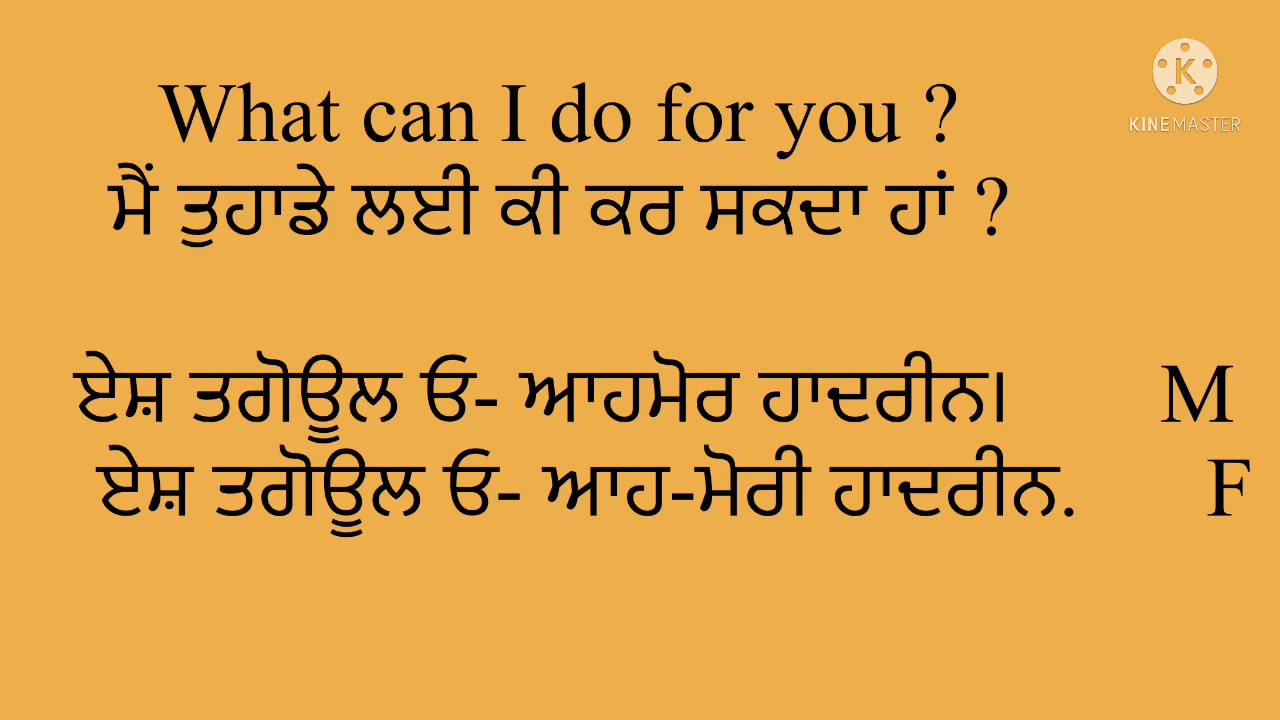 What can I do for you ?
ਮੈਂ ਤੁਹਾਡੇ ਲਈ ਕੀ ਕਰ ਸਕਦਾ ਹਾਂ ?
ਏਸ਼ ਤਗੋਊਲ ਓ- ਆਹਮੋਰ ਹਾਦਰੀਨ। M
ਏਸ਼ ਤਗੋਊਲ ਓ- ਆਹ-ਮੋਰੀ ਹਾਦਰੀਨ. F
K
KINEMASTER